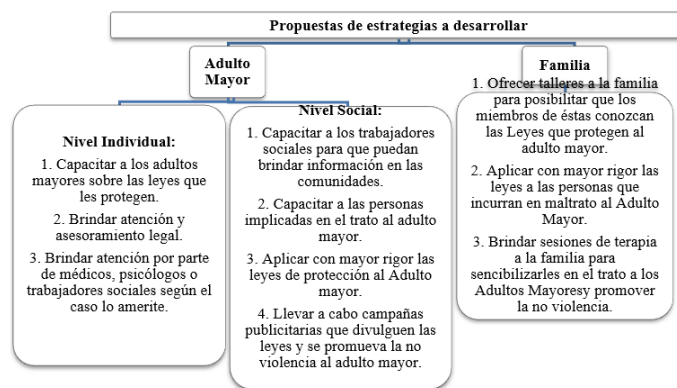 Propuestas de estrategias a desarrollar
Adulto
Mayor
Nivel Individual:
1. Capacitar a los adultos
mayores sobre las leyes que
les protegen.
2. Brindar atención y
asesoramiento legal.
3. Brindar atención por parte
de médicos, psicólogos o
trabajadores sociales según el
caso lo amerite.
Nivel Social:
1. Capacitar a los trabajadores
sociales para que puedan
brindar información en las
comunidades.
2. Capacitar a las personas
implicadas en el trato al adulto
mayor.
3. Aplicar con mayor rigor las
leyes de protección al Adulto
mayor.
4. Llevar a cabo campañas
publicitarias que divulguen las
leyes y se promueva la no
violencia al adulto mayor.
Familia
1. Ofrecer talleres a la familia
para posibilitar que los
miembros de éstas conozcan
las Leyes que protegen al
adulto mayor.
2. Aplicar con mayor rigor las
leyes a las personas que
incurran en maltrato al Adulto
Mayor.
3. Brindar sesiones de terapia
a la familia para
sencibilizarles en el trato a los
Adultos Mayoresy promover
la no violencia.